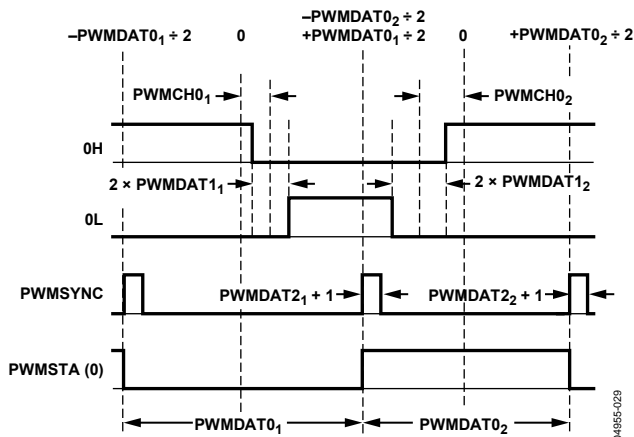 –PWMDAT0₁ ÷ 2
0
–PWMDAT0₂ ÷ 2
+PWMDAT0₁ ÷ 2
0
+PWMDAT0₂ ÷ 2
PWMCH0₁
PWMCH0₂
0H
2 × PWMDAT1₁
2 × PWMDAT1₂
0L
PWMSYNC
PWMDAT2₁ + 1
PWMDAT2₂ + 1
PWMSTA (0)
PWMDAT0₁
PWMDAT0₂
04955-029